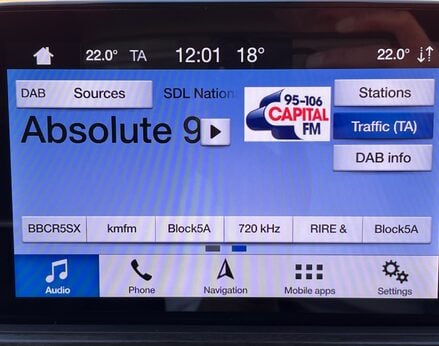 22.0° TA 12:01 18° 22.0°
DAB Sources SDL Nation Stations
95-106
CAPITAL
FM
Absolute 9 Traffic (TA)
DAB info
BBCR5SX kmfm Block5A 720 kHz RIRE & Block5A
Audio Phone Navigation Mobile apps Settings